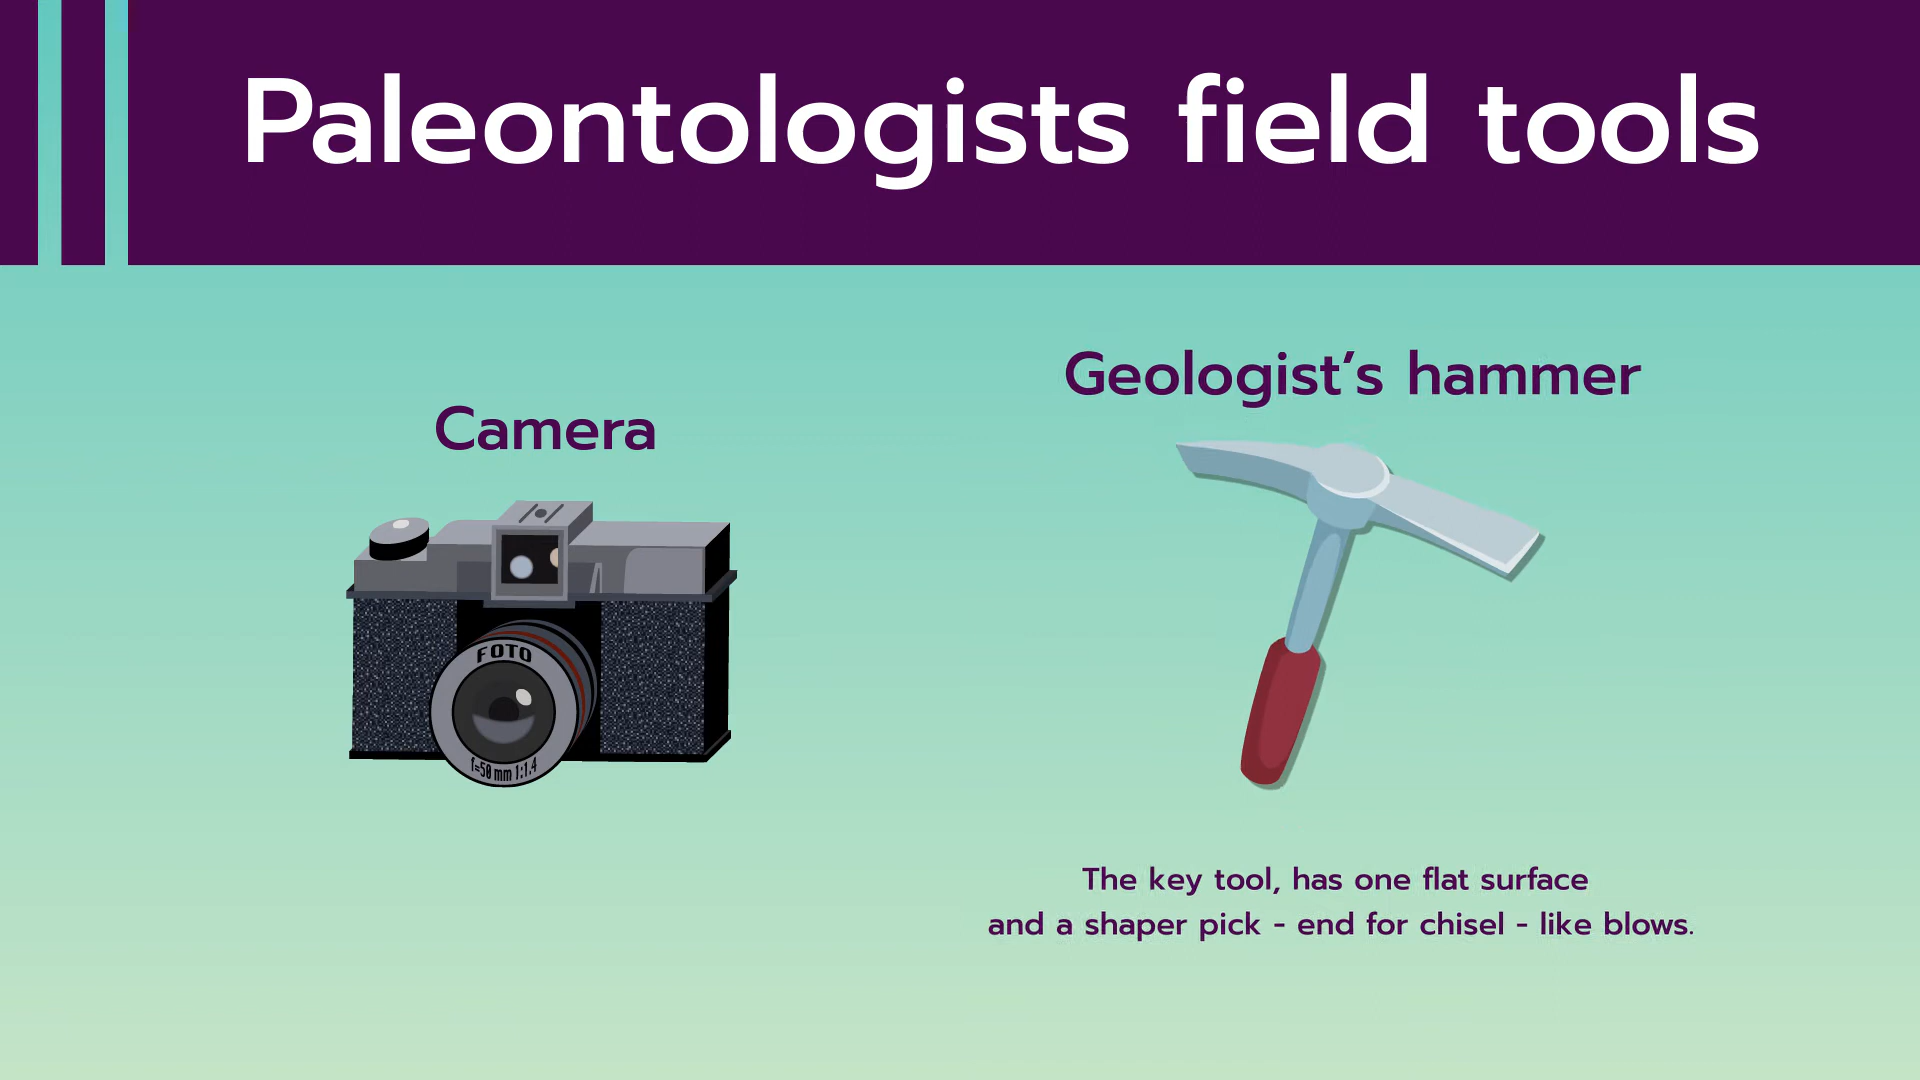 Paleontologists field tools
Camera
FOTO
f=50 mm 1:1.4
Geologist’s hammer
The key tool, has one flat surface
and a shaper pick - end for chisel - like blows.